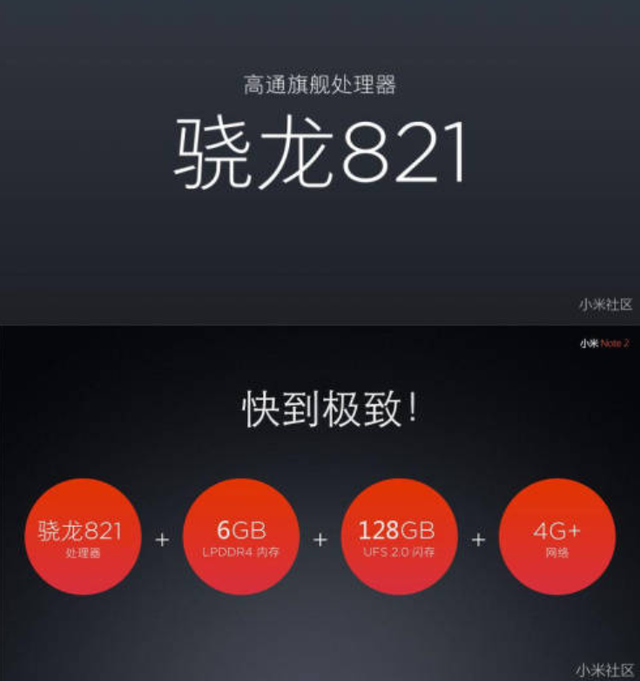 高通旗舰处理器
骁龙821
小米社区
小米 Note 2
快到极致!
骁龙821
处理器
+
6GB
LPDDR4 内存
+
128GB
UFS 2.0 闪存
+
4G+
网络
小米社区